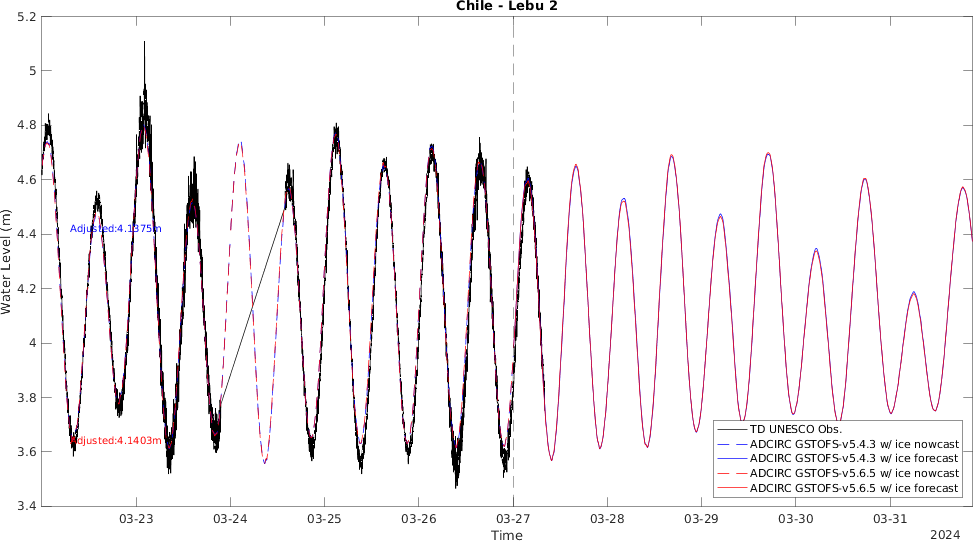 Chile - Lebu 2
5.2
5
4.8
4.6
4.4
4.2
4
3.8
3.6
3.4
Water Level (m)
Adjusted:4.1375m
Adjusted:4.1403m
TD UNESCO Obs.
ADCIRC GSTOFS-v5.4.3 w/ ice nowcast
ADCIRC GSTOFS-v5.4.3 w/ ice forecast
ADCIRC GSTOFS-v5.6.5 w/ ice nowcast
ADCIRC GSTOFS-v5.6.5 w/ ice forecast
03-23 03-24 03-25 03-26 03-27 03-28 03-29 03-30 03-31
Time
2024